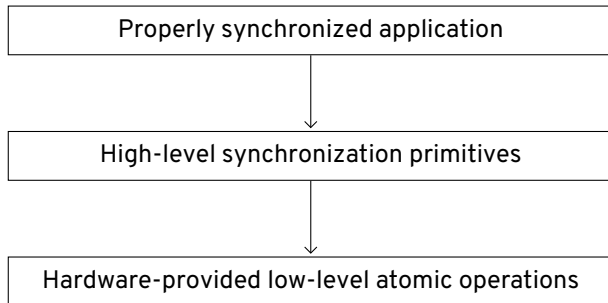 Properly synchronized application
High-level synchronization primitives
Hardware-provided low-level atomic operations